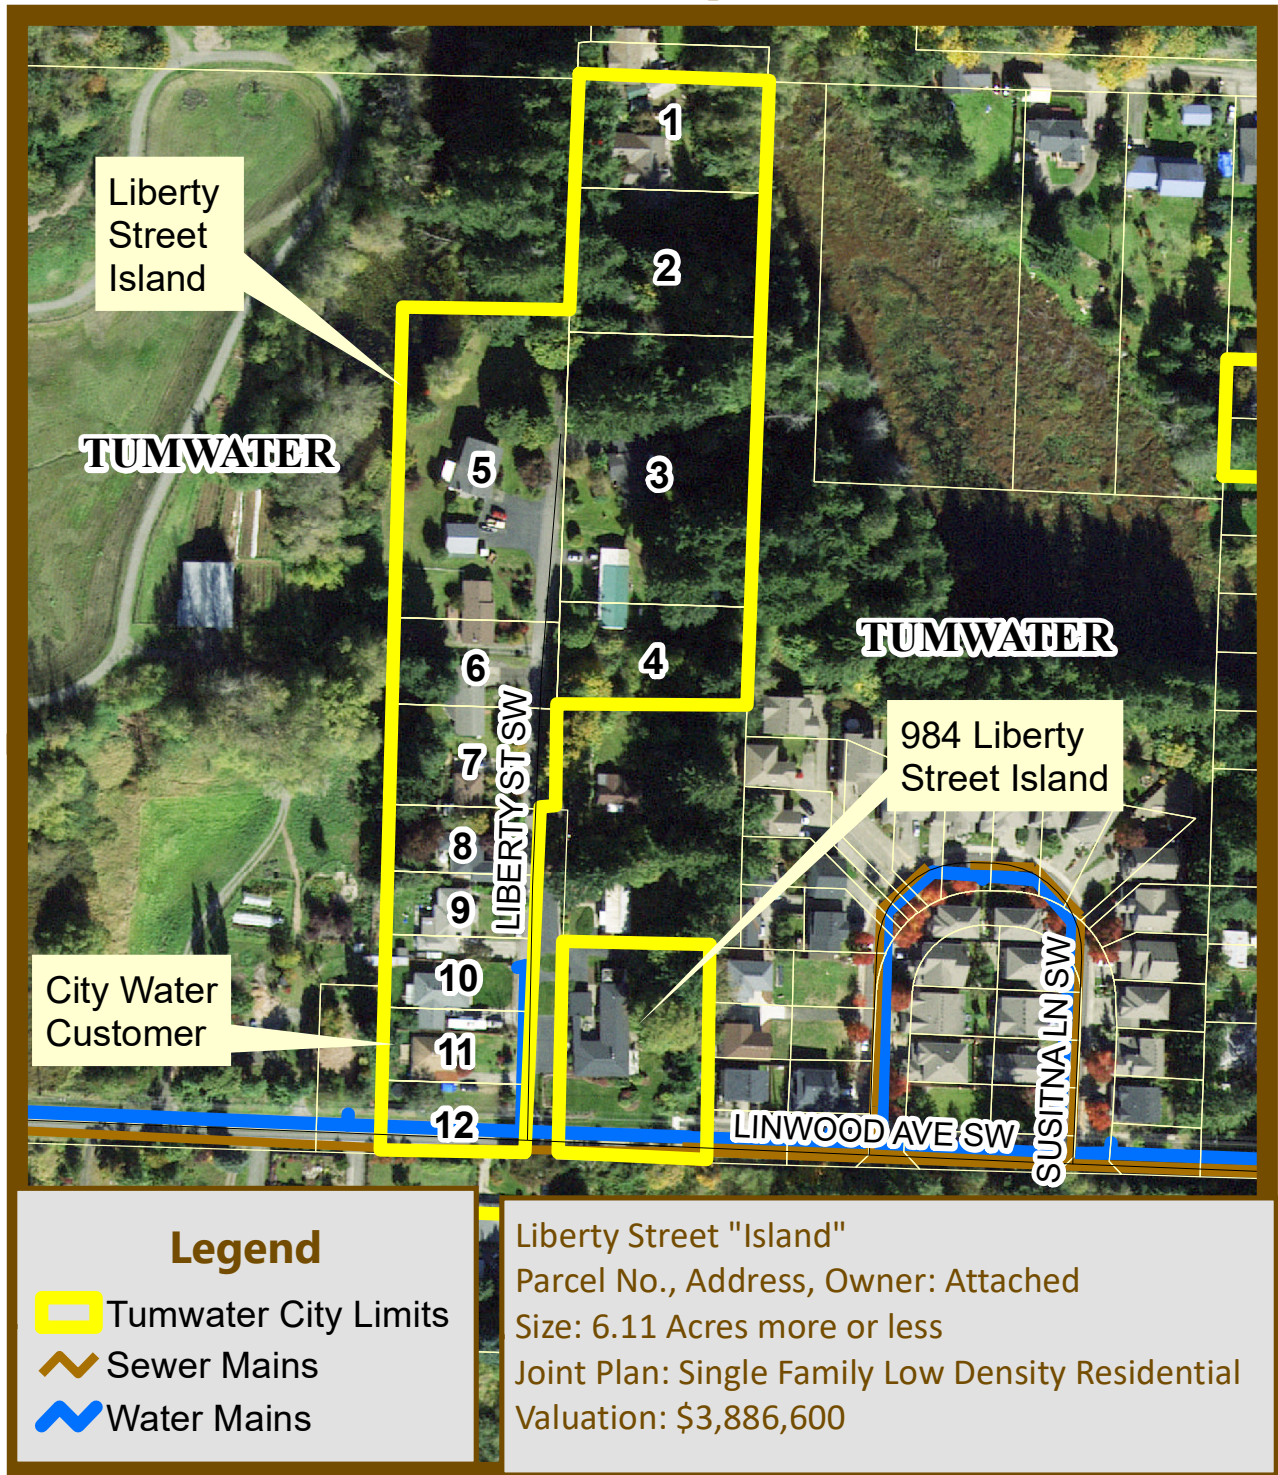 1
Liberty
Street
Island
2
TUMWATER
5
3
TUMWATER
4
6
LIBERTY ST SW
7
984 Liberty
Street Island
8
9
City Water
Customer
10
11
12
LINWOOD AVE SW
SUSITNA LN SW
Legend
Tumwater City Limits
Sewer Mains
Water Mains
Liberty Street "Island"
Parcel No., Address, Owner: Attached
Size: 6.11 Acres more or less
Joint Plan: Single Family Low Density Residential
Valuation: $3,886,600